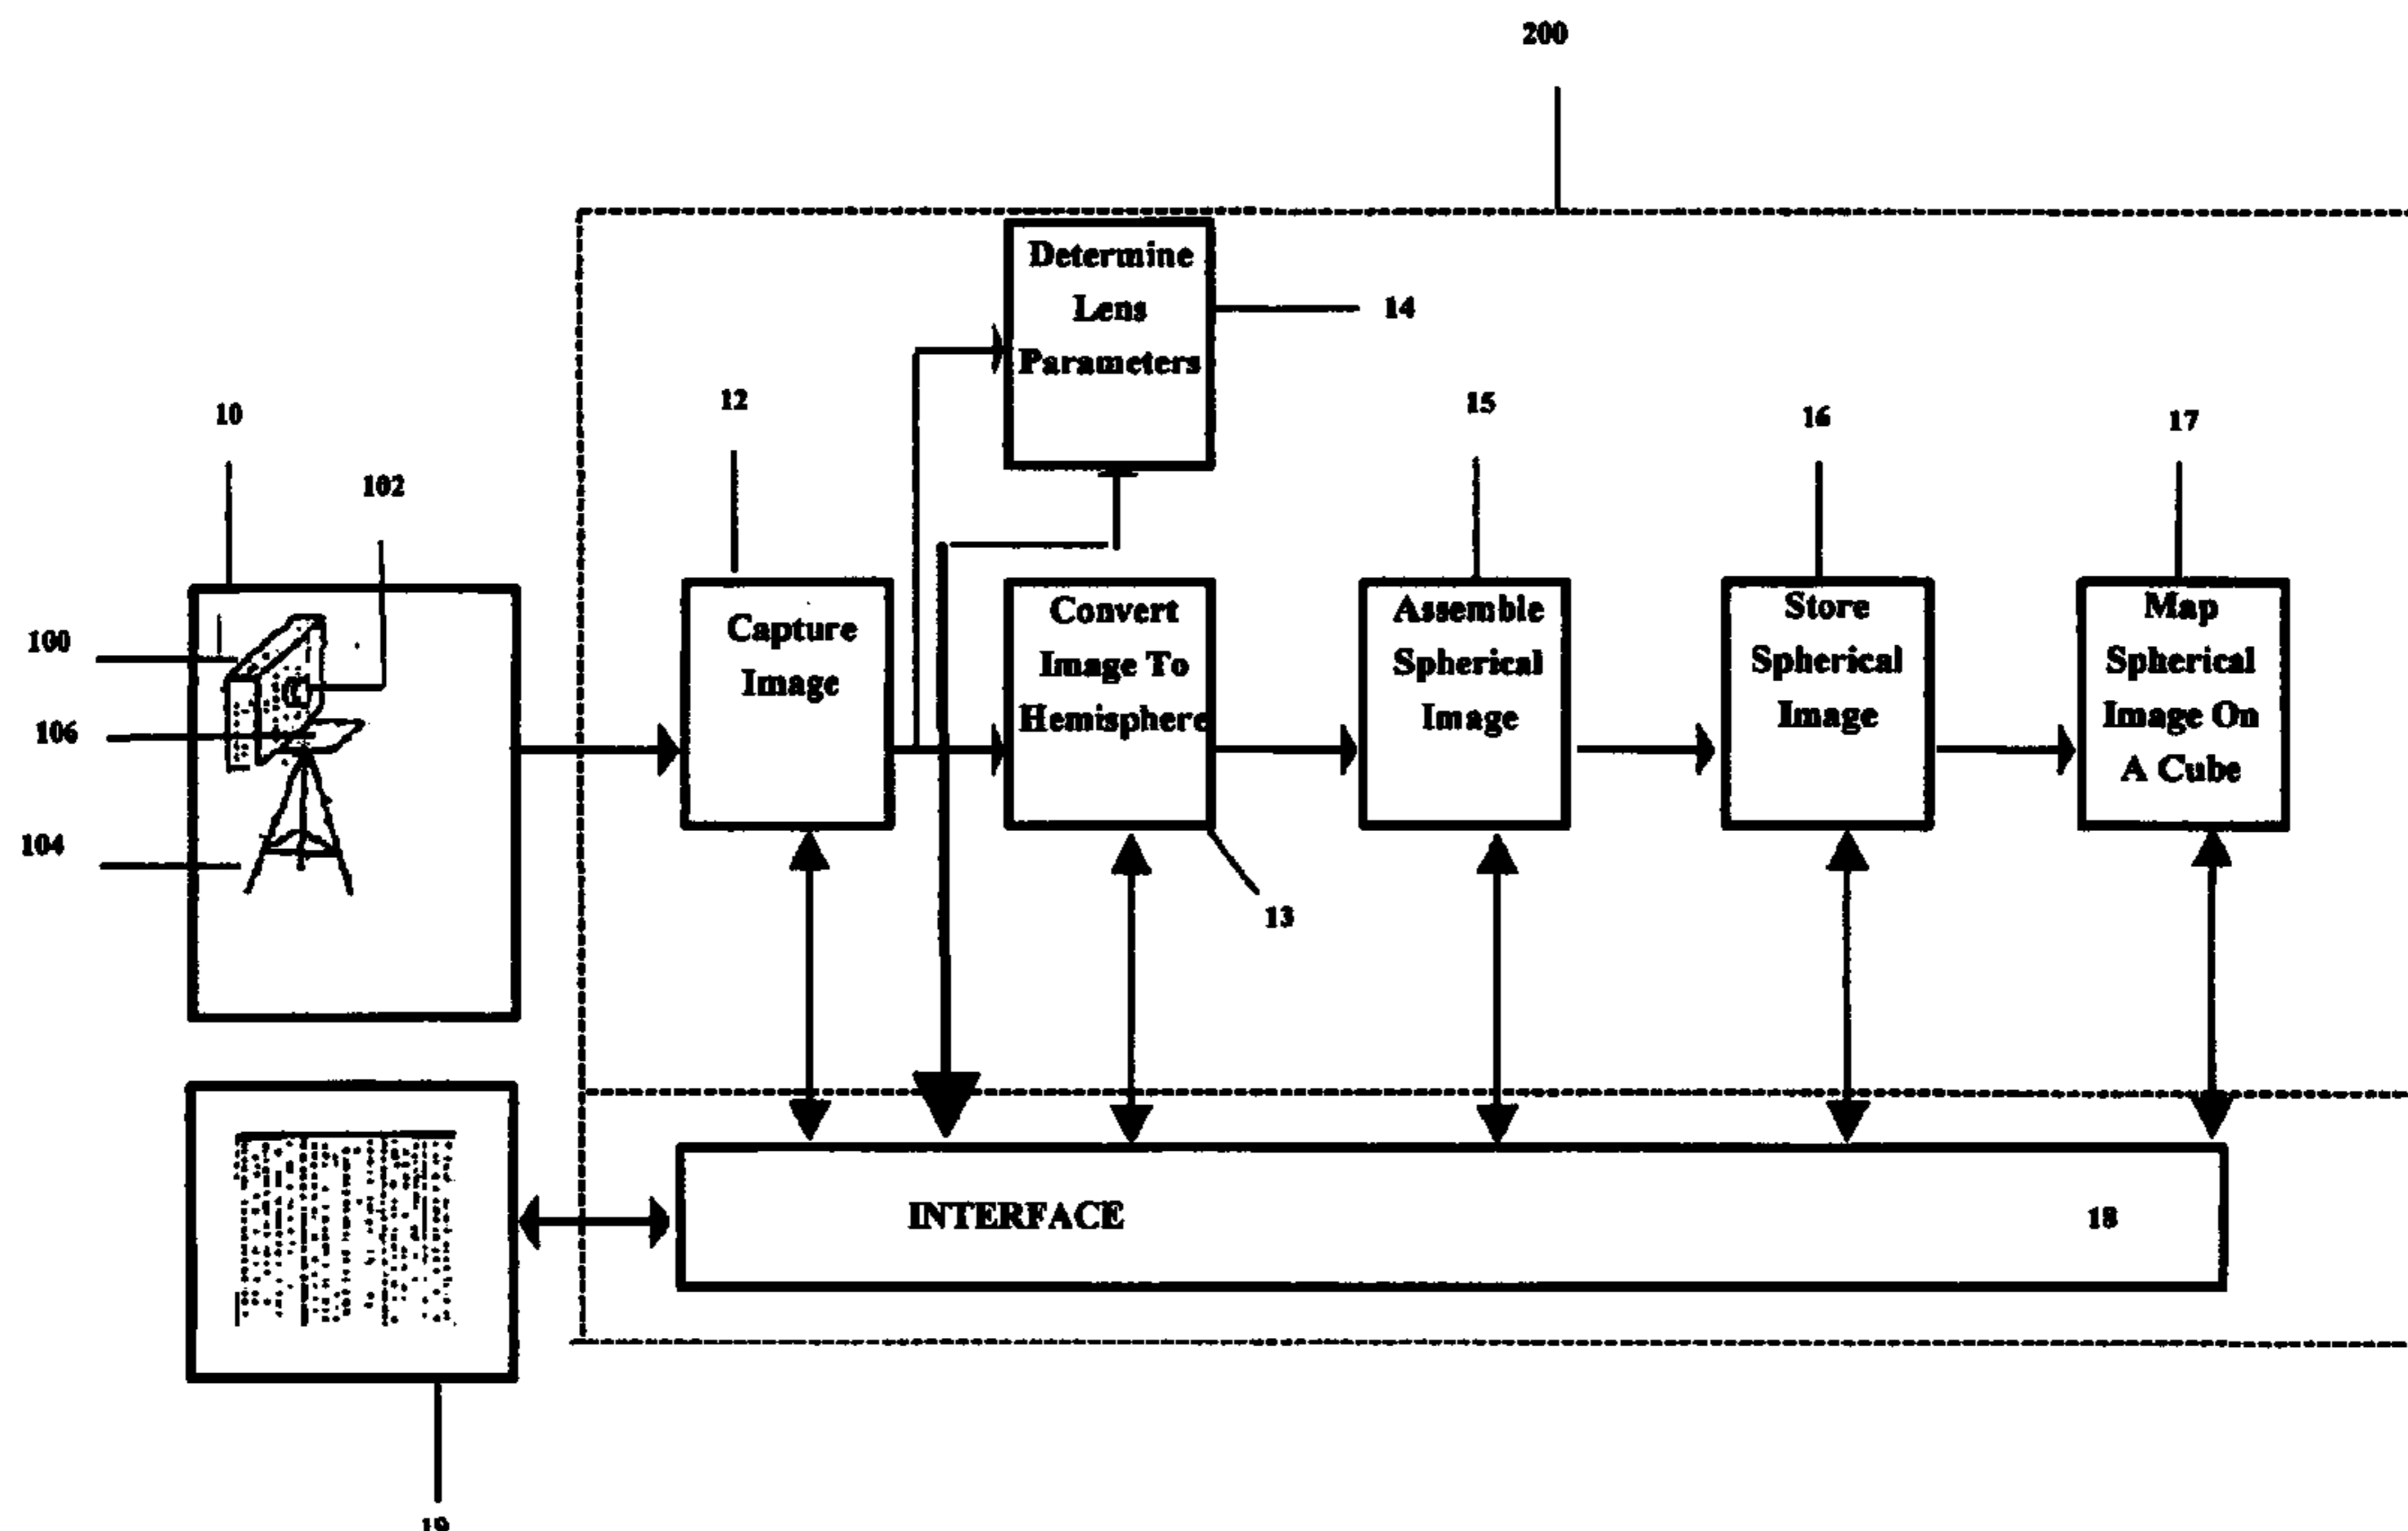 200
Determine
Lens
Parameters
14
10
12
15
16
17
102
Capture
Image
Convert
Image To
Hemisphere
Assemble
Spherical
Image
Store
Spherical
Image
Map
Spherical
Image On
A Cube
100
106
104
13
INTERFACE
18
19